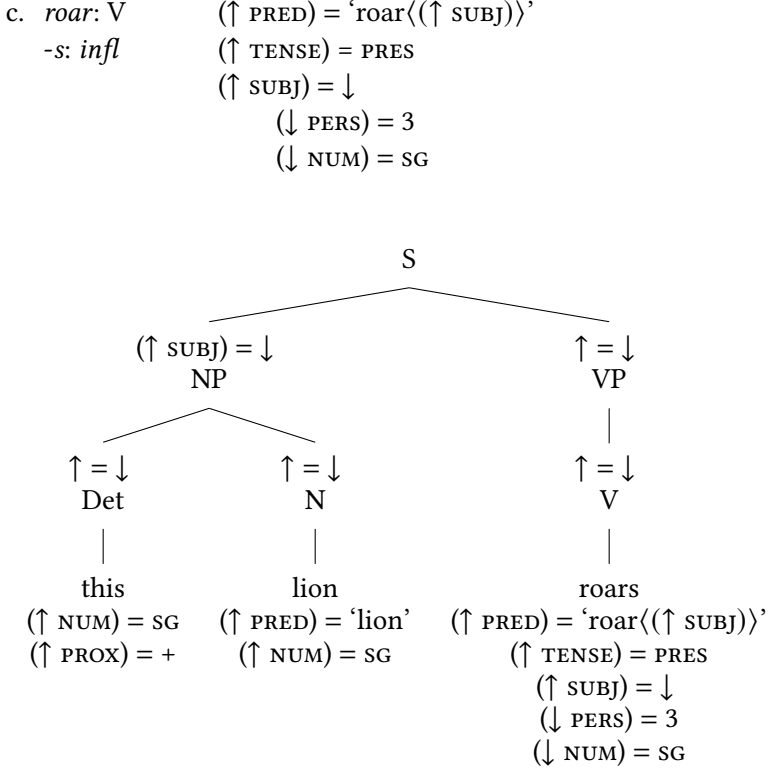 c. roar: V (↑ PRED) = ‘roar⟨(↑ SUBJ)⟩’
-s: infl (↑ TENSE) = PRES
(↑ SUBJ) = ↓
(↓ PERS) = 3
(↓ NUM) = SG
S
(↑ SUBJ) = ↓ ↑ = ↓
NP VP
↑ = ↓ ↑ = ↓ ↑ = ↓
Det N V
this lion roars
(↑ NUM) = SG (↑ PRED) = ‘lion’ (↑ PRED) = ‘roar⟨(↑ SUBJ)⟩’
(↑ PROX) = + (↑ NUM) = SG (↑ TENSE) = PRES
(↑ SUBJ) = ↓
(↓ PERS) = 3
(↓ NUM) = SG